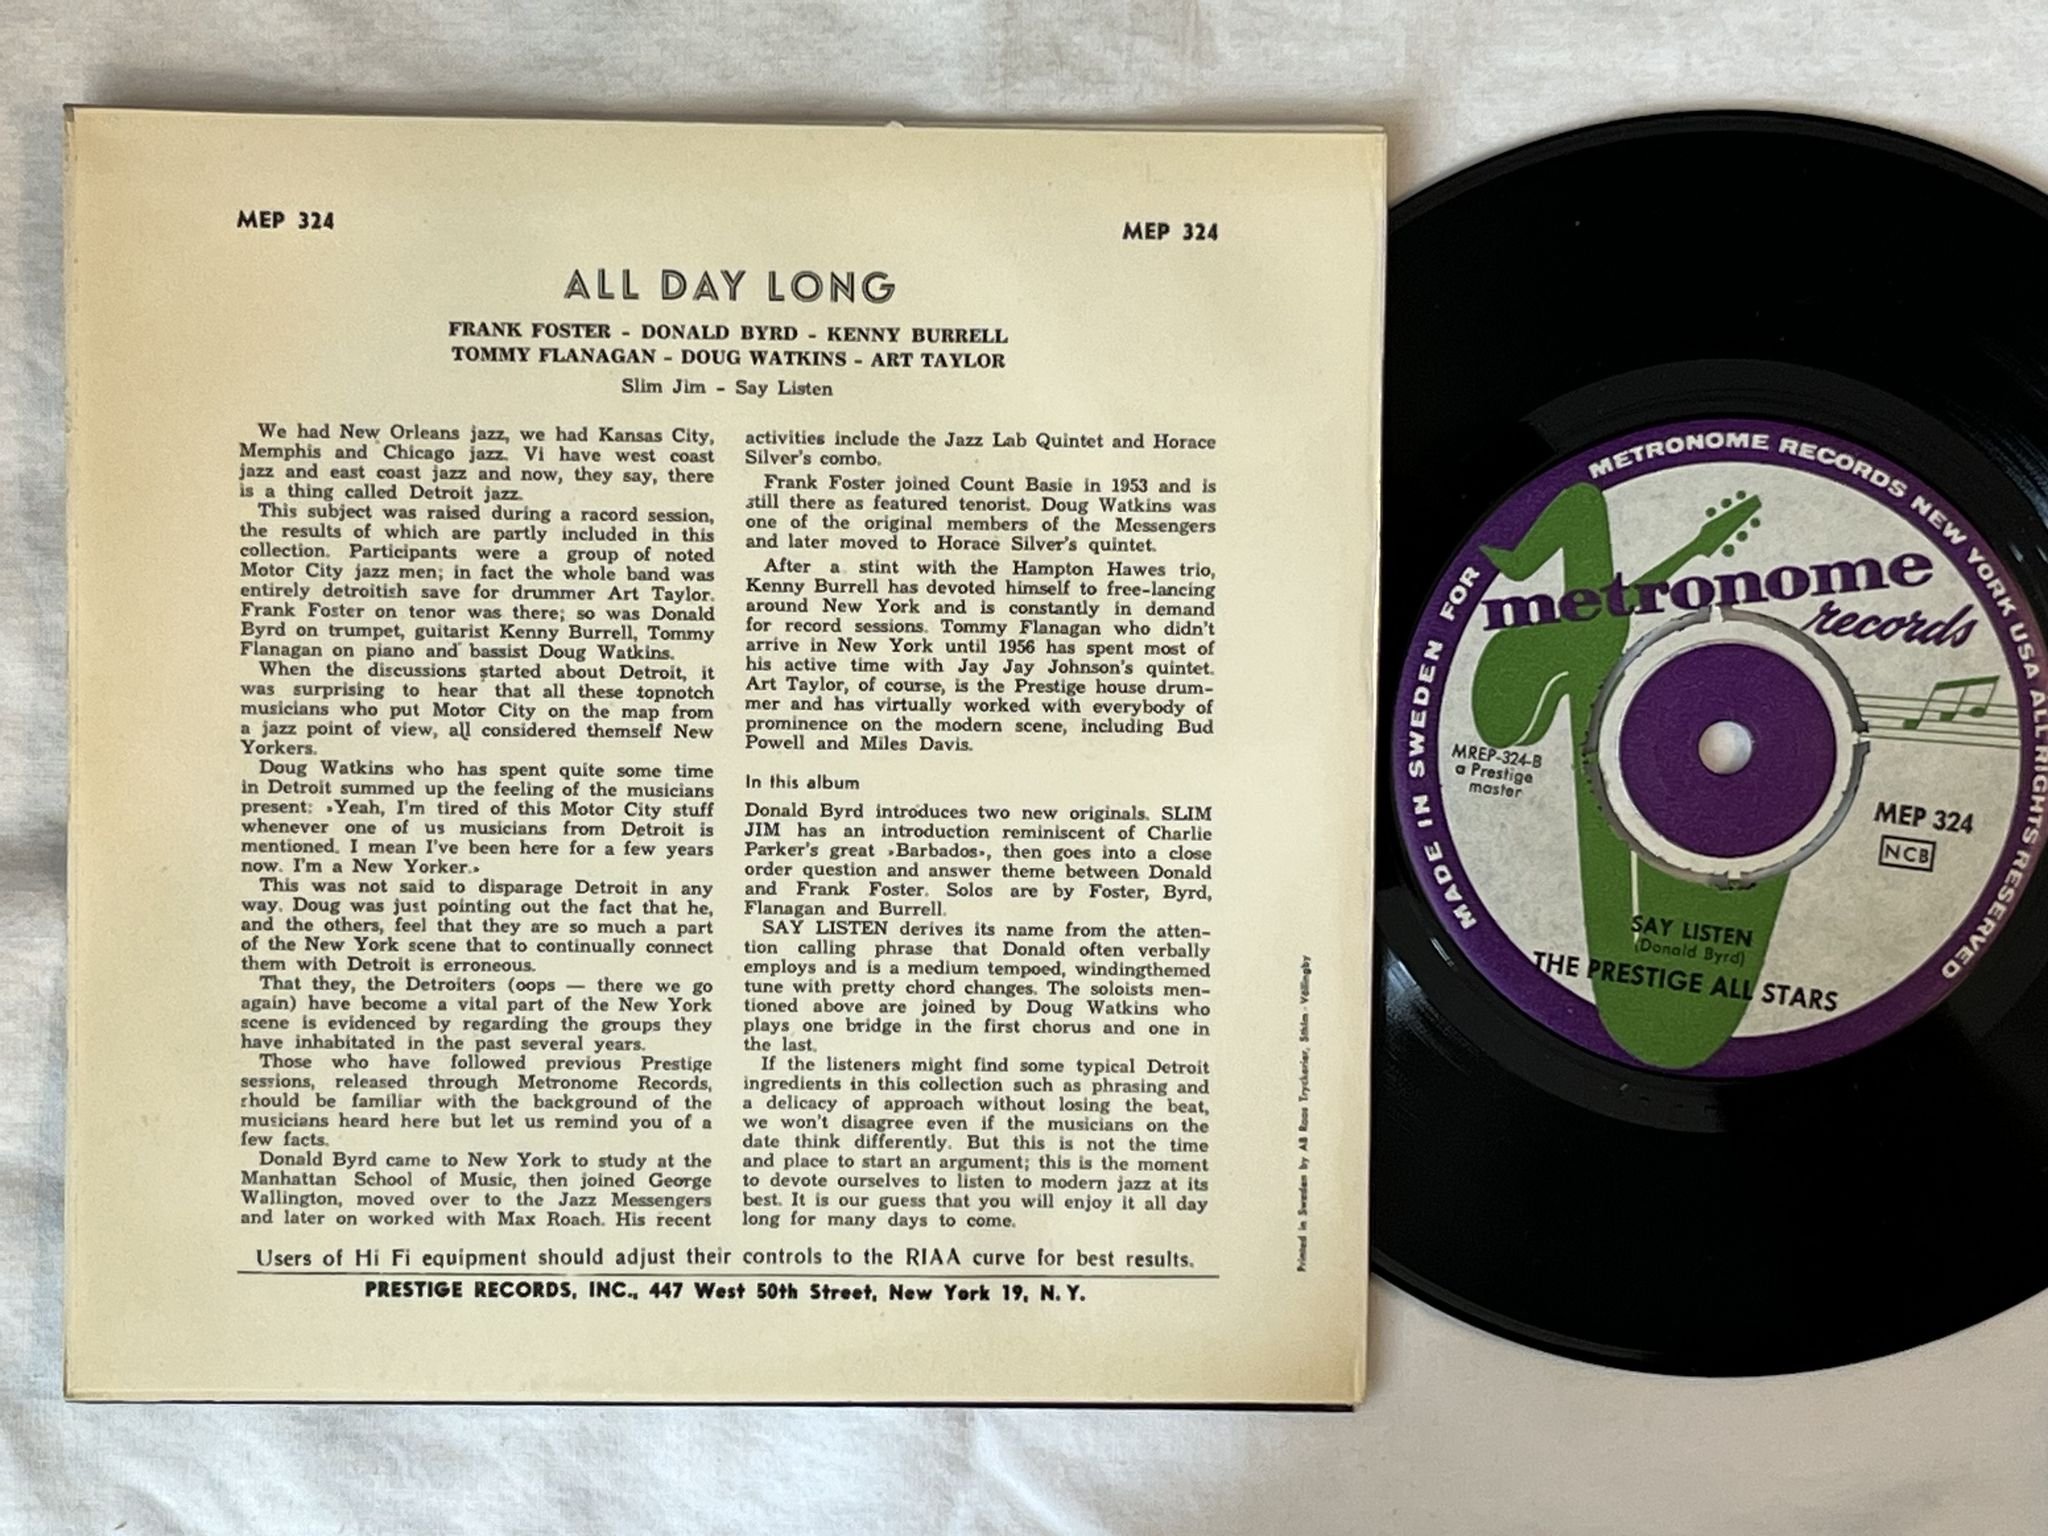 MEP 324
MEP 324
ALL DAY LONG
FRANK FOSTER - DONALD BYRD - KENNY BURRELL
TOMMY FLANAGAN - DOUG WATKINS - ART TAYLOR
Slim Jim - Say Listen
We had New Orleans jazz, we had Kansas City,
Memphis and Chicago jazz. Vi have west coast
jazz and east coast jazz and now, they say, there
is a thing called Detroit jazz.
This subject was raised during a racord session,
the results of which are partly included in this
collection. Participants were a group of noted
Motor City jazz men; in fact the whole band was
entirely detroitish save for drummer Art Taylor.
Frank Foster on tenor was there; so was Donald
Byrd on trumpet, guitarist Kenny Burrell, Tommy
Flanagan on piano and bassist Doug Watkins.
When the discussions started about Detroit, it
was surprising to hear that all these topnotch
musicians who put Motor City on the map from
a jazz point of view, all considered themself New
Yorkers.
Doug Watkins who has spent quite some time
in Detroit summed up the feeling of the musicians
present: »Yeah, I'm tired of this Motor City stuff
whenever one of us musicians from Detroit is
mentioned. I mean I've been here for a few years
now. I'm a New Yorker.»
This was not said to disparage Detroit in any
way. Doug was just pointing out the fact that he,
and the others, feel that they are so much a part
of the New York scene that to continually connect
them with Detroit is erroneous.
That they, the Detroiters (oops — there we go
again) have become a vital part of the New York
scene is evidenced by regarding the groups they
have inhabitated in the past several years.
Those who have followed previous Prestige
sessions, released through Metronome Records,
should be familiar with the background of the
musicians heard here but let us remind you of a
few facts.
Donald Byrd came to New York to study at the
Manhattan School of Music, then joined George
Wallington, moved over to the Jazz Messengers
and later on worked with Max Roach. His recent
activities include the Jazz Lab Quintet and Horace
Silver's combo.
Frank Foster joined Count Basie in 1953 and is
still there as featured tenorist. Doug Watkins was
one of the original members of the Messengers
and later moved to Horace Silver's quintet.
After a stint with the Hampton Hawes trio,
Kenny Burrell has devoted himself to free-lancing
around New York and is constantly in demand
for record sessions. Tommy Flanagan who didn't
arrive in New York until 1956 has spent most of
his active time with Jay Jay Johnson's quintet.
Art Taylor, of course, is the Prestige house drum-
mer and has virtually worked with everybody of
prominence on the modern scene, including Bud
Powell and Miles Davis.
In this album
Donald Byrd introduces two new originals. SLIM
JIM has an introduction reminiscent of Charlie
Parker's great »Barbados», then goes into a close
order question and answer theme between Donald
and Frank Foster. Solos are by Foster, Byrd,
Flanagan and Burrell.
SAY LISTEN derives its name from the atten-
tion calling phrase that Donald often verbally
employs and is a medium tempoed, windingthemed
tune with pretty chord changes. The soloists men-
tioned above are joined by Doug Watkins who
plays one bridge in the first chorus and one in
the last.
If the listeners might find some typical Detroit
ingredients in this collection such as phrasing and
a delicacy of approach without losing the beat,
we won't disagree even if the musicians on the
date think differently. But this is not the time
and place to start an argument; this is the moment
to devote ourselves to listen to modern jazz at its
best. It is our guess that you will enjoy it all day
long for many days to come.
Users of Hi Fi equipment should adjust their controls to the RIAA curve for best results.
PRESTIGE RECORDS, INC., 447 West 50th Street, New York 19, N.Y.
Printed in Sweden by AB Roos Tryckerier, Sthlm - Vällingby
MADE IN SWEDEN FOR METRONOME RECORDS NEW YORK USA ALL RIGHTS RESERVED
metronome
records
MREP-324-B
a Prestige
master
MEP 324
NCB
SAY LISTEN
(Donald Byrd)
THE PRESTIGE ALL STARS